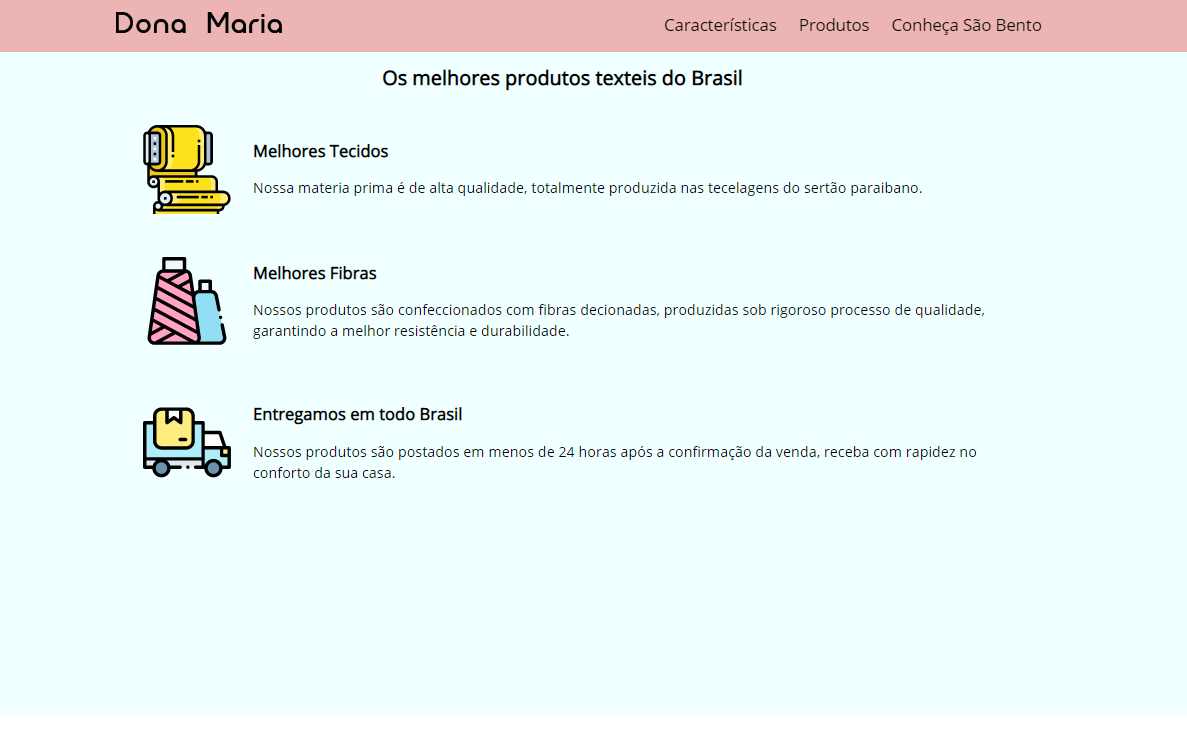 Dona Maria
Características Produtos Conheça São Bento
Os melhores produtos texteis do Brasil
Melhores Tecidos
Nossa materia prima é de alta qualidade, totalmente produzida nas tecelagens do sertão paraibano.
Melhores Fibras
Nossos produtos são confeccionados com fibras decionadas, produzidas sob rigoroso processo de qualidade,
garantindo a melhor resistência e durabilidade.
Entregamos em todo Brasil
Nossos produtos são postados em menos de 24 horas após a confirmação da venda, receba com rapidez no
conforto da sua casa.